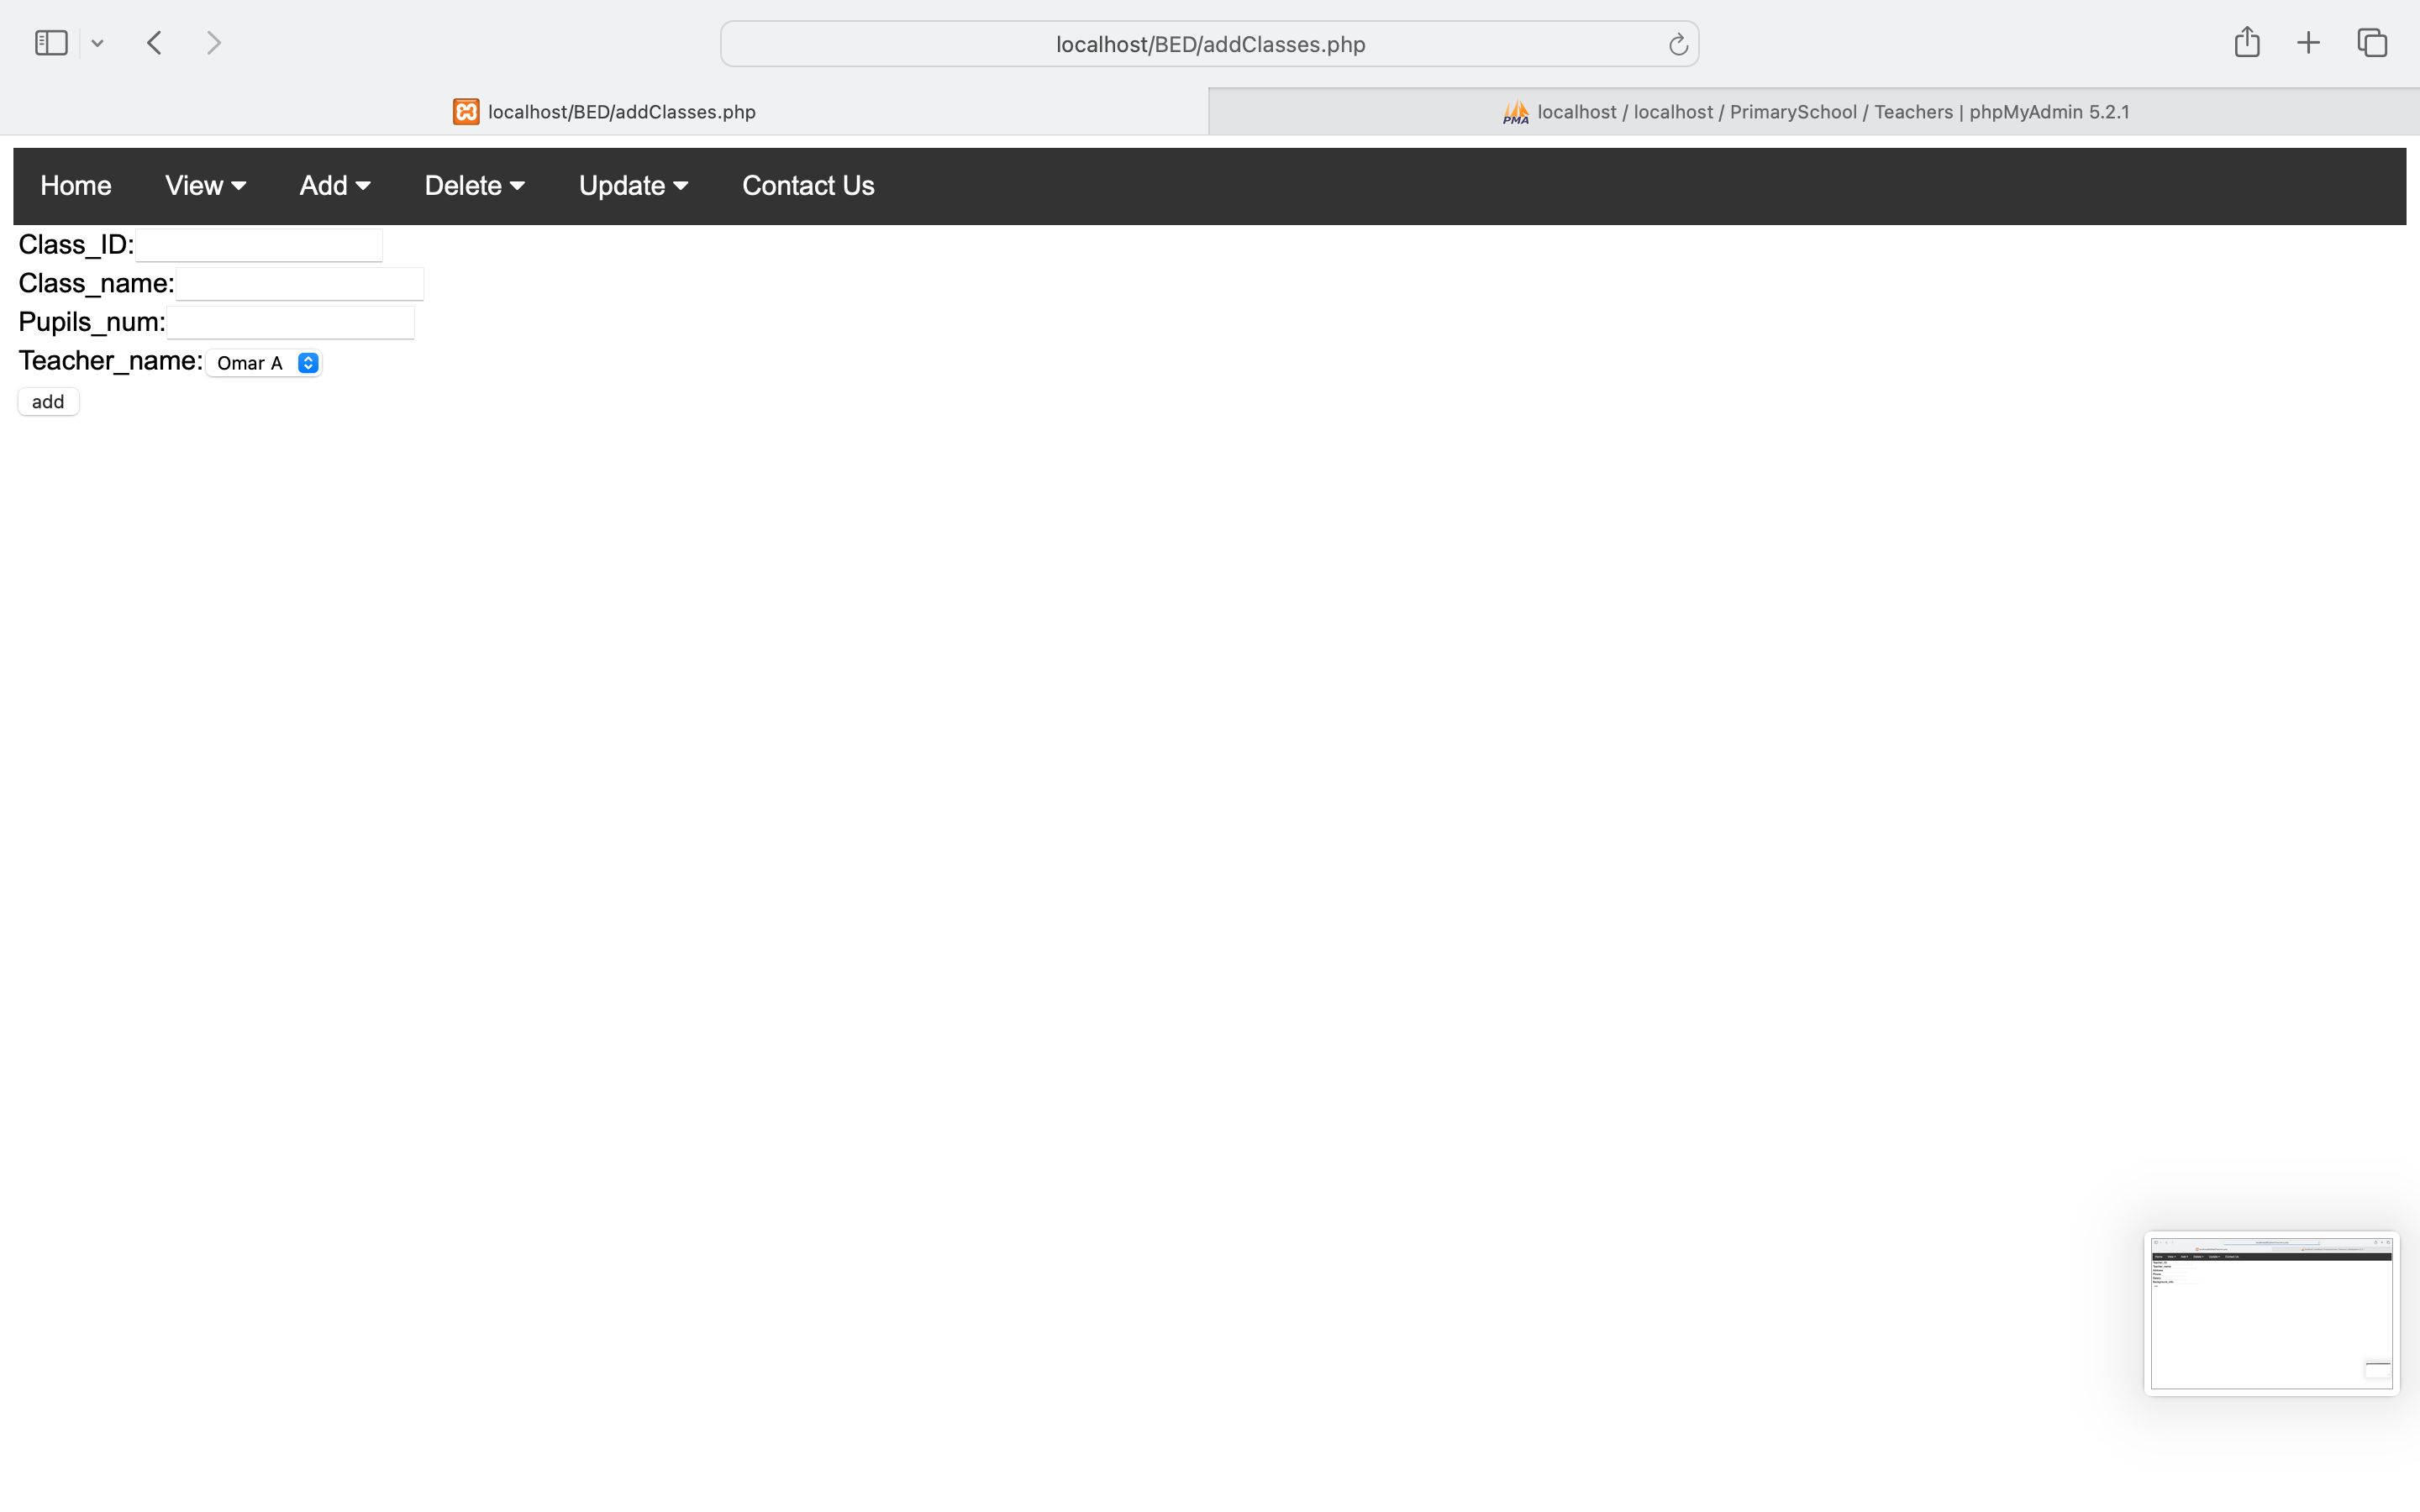 localhost/BED/addClasses.php
localhost/BED/addClasses.php
PMA localhost / localhost / PrimarySchool / Teachers | phpMyAdmin 5.2.1
Home View Add Delete Update Contact Us
Class_ID:
Class_name:
Pupils_num:
Teacher_name: Omar A
add